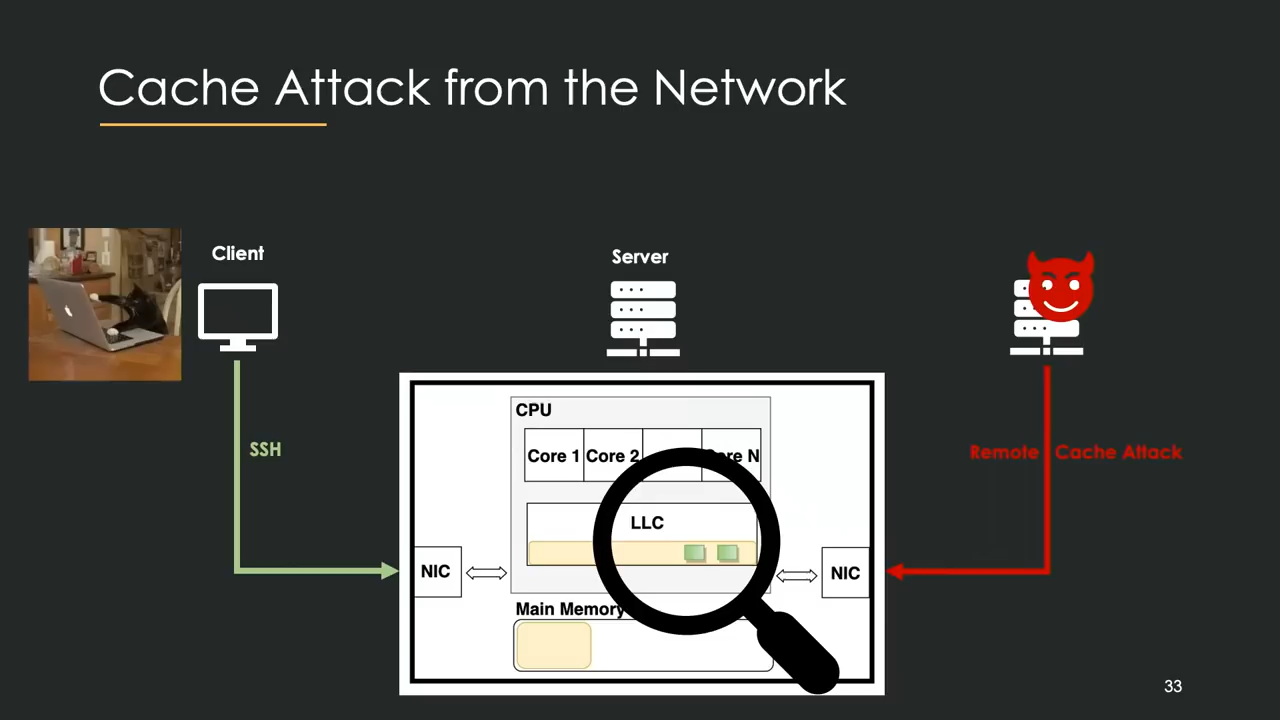 Cache Attack from the Network
Client
Server
SSH
Remote Cache Attack
CPU
Core 1
Core 2
Core N
LLC
NIC
NIC
Main Memory
33